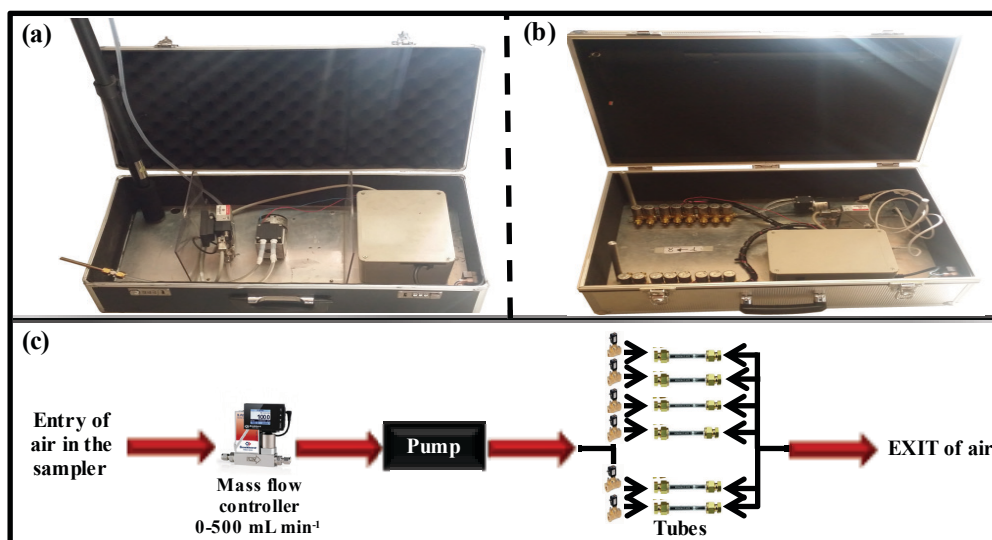 (a)
(b)
(c)
Entry of
air in the
sampler
Mass flow
controller
0-500 mL min⁻¹
Pump
Tubes
EXIT of air